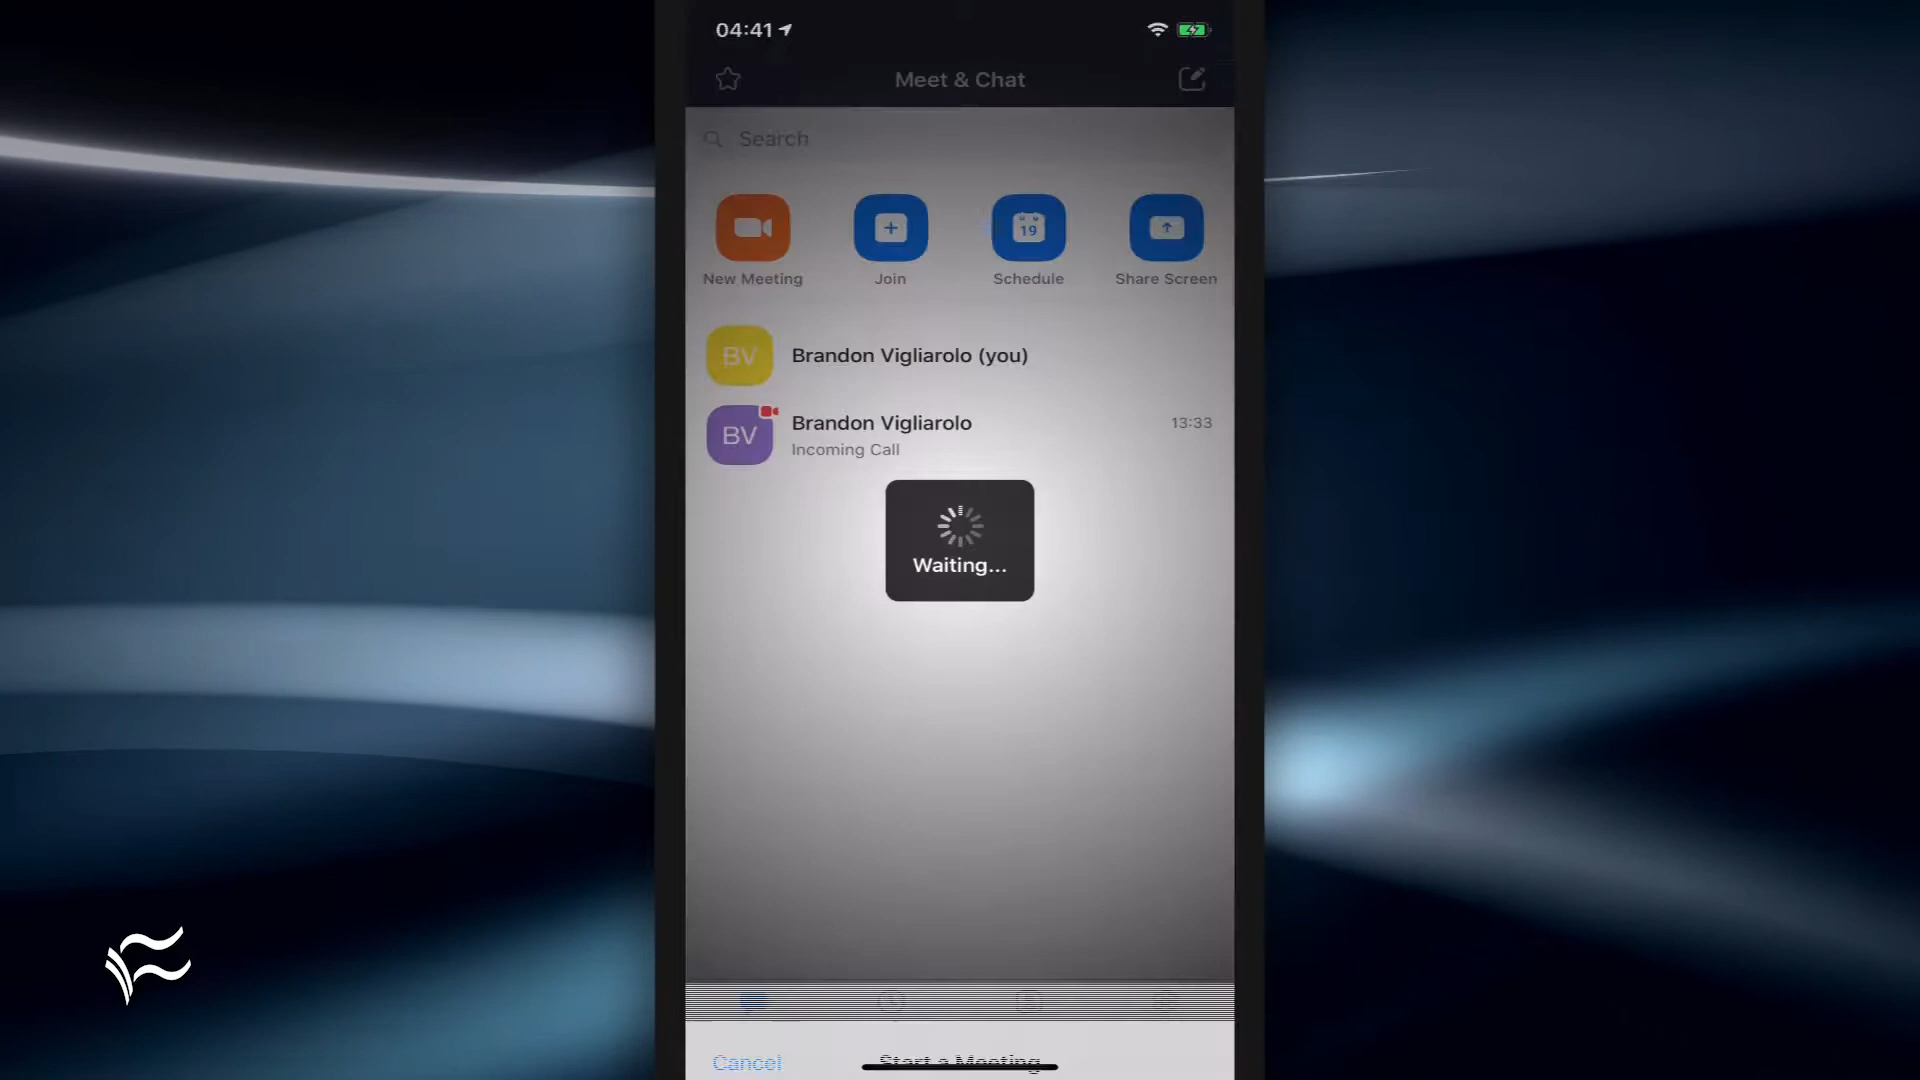 04:41
Meet & Chat
Search
19
New Meeting
Join
Schedule
Share Screen
BV
Brandon Vigliarolo (you)
BV
Brandon Vigliarolo
13:33
Incoming Call
Waiting...
Cancel
Start a Meeting